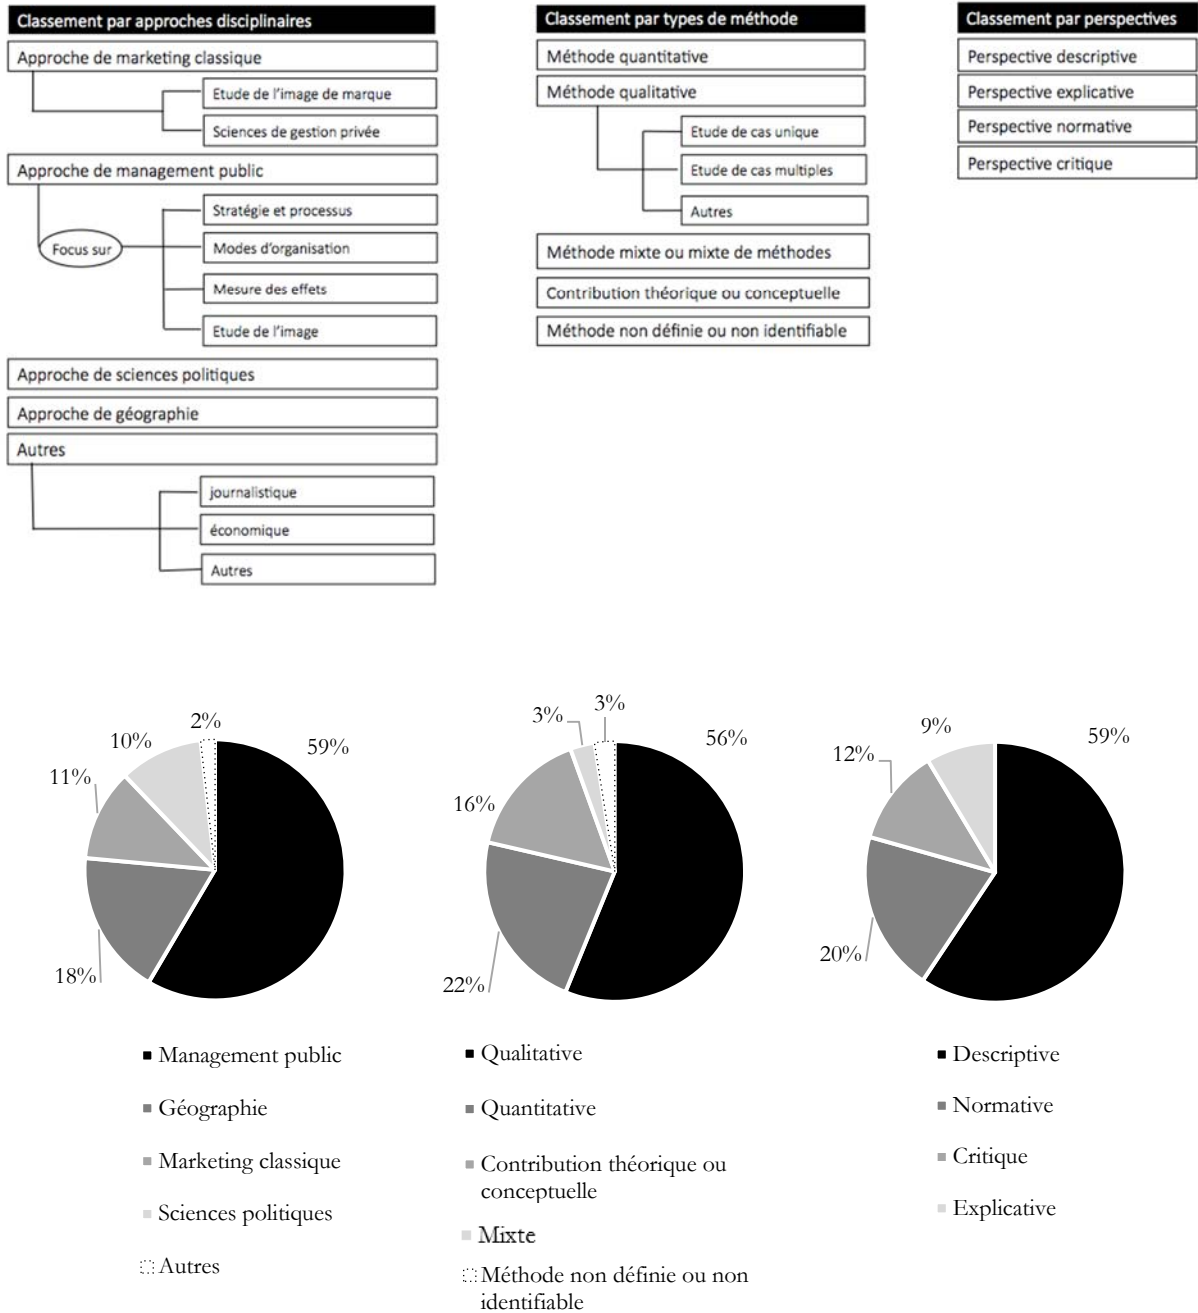 Classement par approches disciplinaires
Approche de marketing classique
Etude de l'image de marque
Sciences de gestion privée
Approche de management public
Focus sur
Stratégie et processus
Modes d'organisation
Mesure des effets
Etude de l'image
Approche de sciences politiques
Approche de géographie
Autres
journalistique
économique
Autres
Classement par types de méthode
Méthode quantitative
Méthode qualitative
Etude de cas unique
Etude de cas multiples
Autres
Méthode mixte ou mixte de méthodes
Contribution théorique ou conceptuelle
Méthode non définie ou non identifiable
Classement par perspectives
Perspective descriptive
Perspective explicative
Perspective normative
Perspective critique
2%
10%
59%
11%
18%
Management public
Géographie
Marketing classique
Sciences politiques
Autres
3%
3%
56%
16%
22%
Qualitative
Quantitative
Contribution théorique ou
conceptuelle
Mixte
Méthode non définie ou non
identifiable
9%
59%
12%
20%
Descriptive
Normative
Critique
Explicative